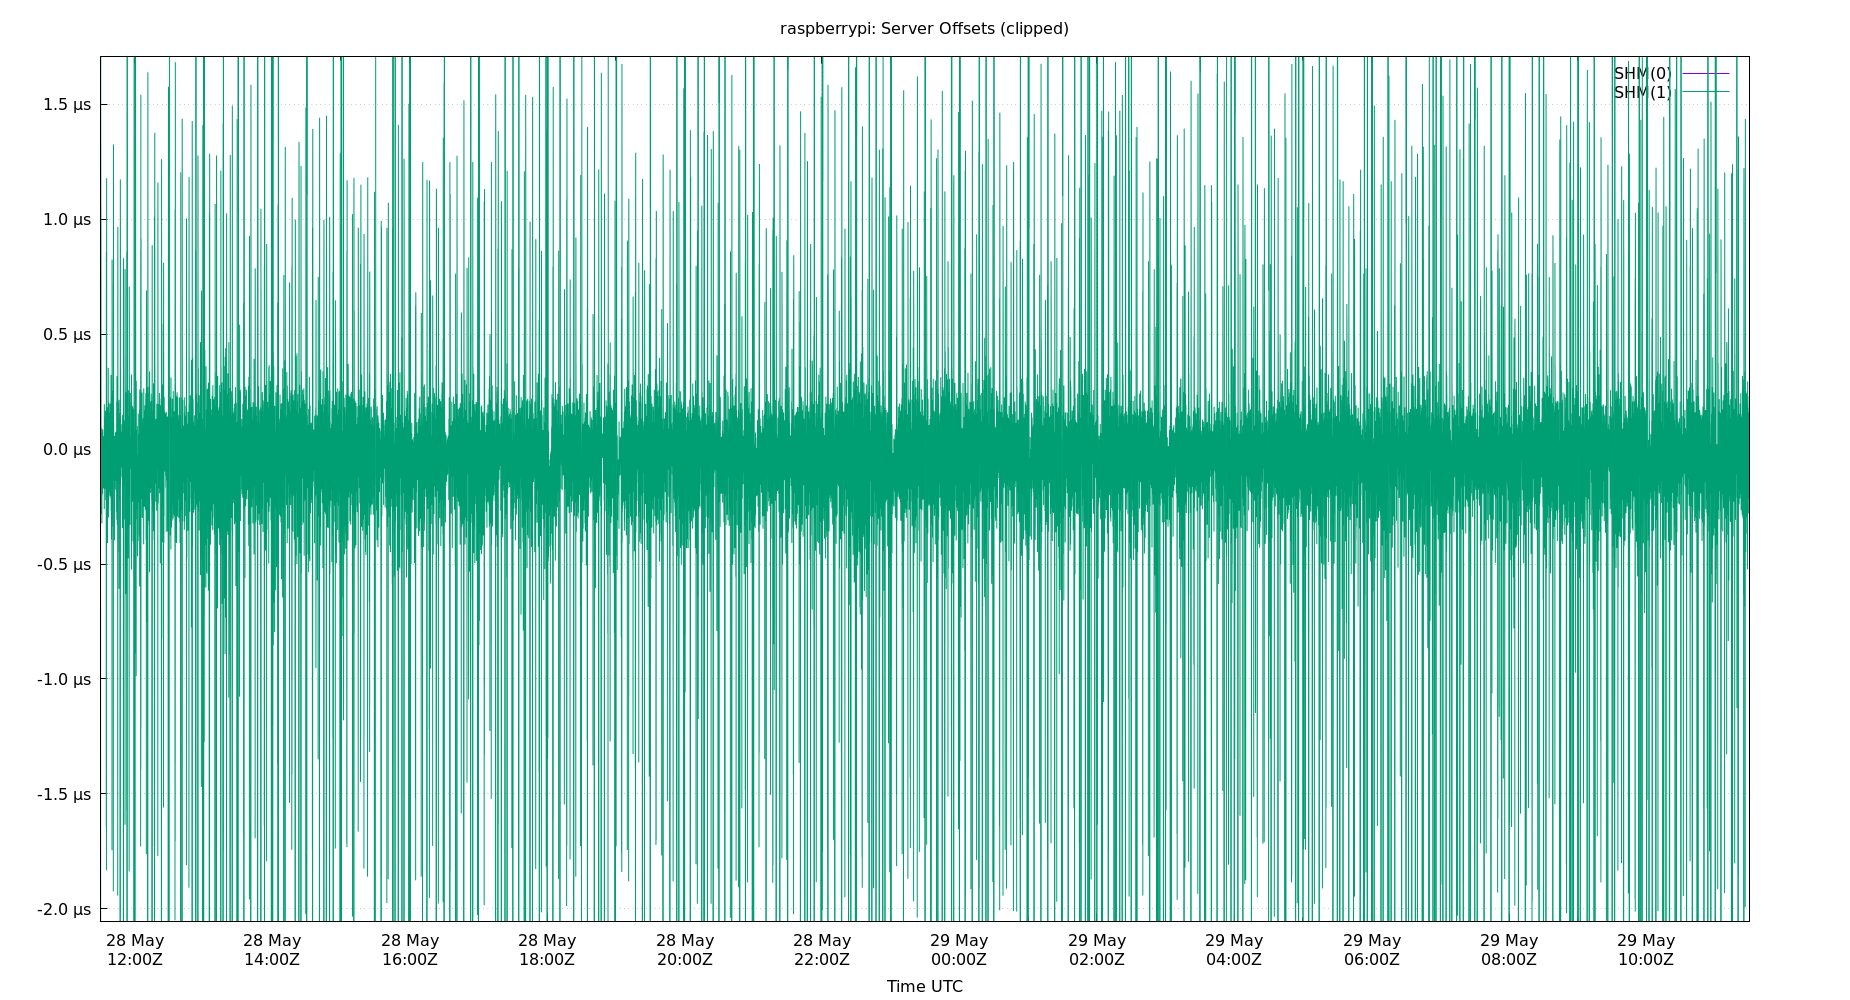 raspberrypi: Server Offsets (clipped)
SHM(0)
SHM(1)
1.5 µs
1.0 µs
0.5 µs
0.0 µs
-0.5 µs
-1.0 µs
-1.5 µs
-2.0 µs
28 May 28 May 28 May 28 May 28 May 28 May 29 May 29 May 29 May 29 May 29 May 29 May
12:00Z 14:00Z 16:00Z 18:00Z 20:00Z 22:00Z 00:00Z 02:00Z 04:00Z 06:00Z 08:00Z 10:00Z
Time UTC